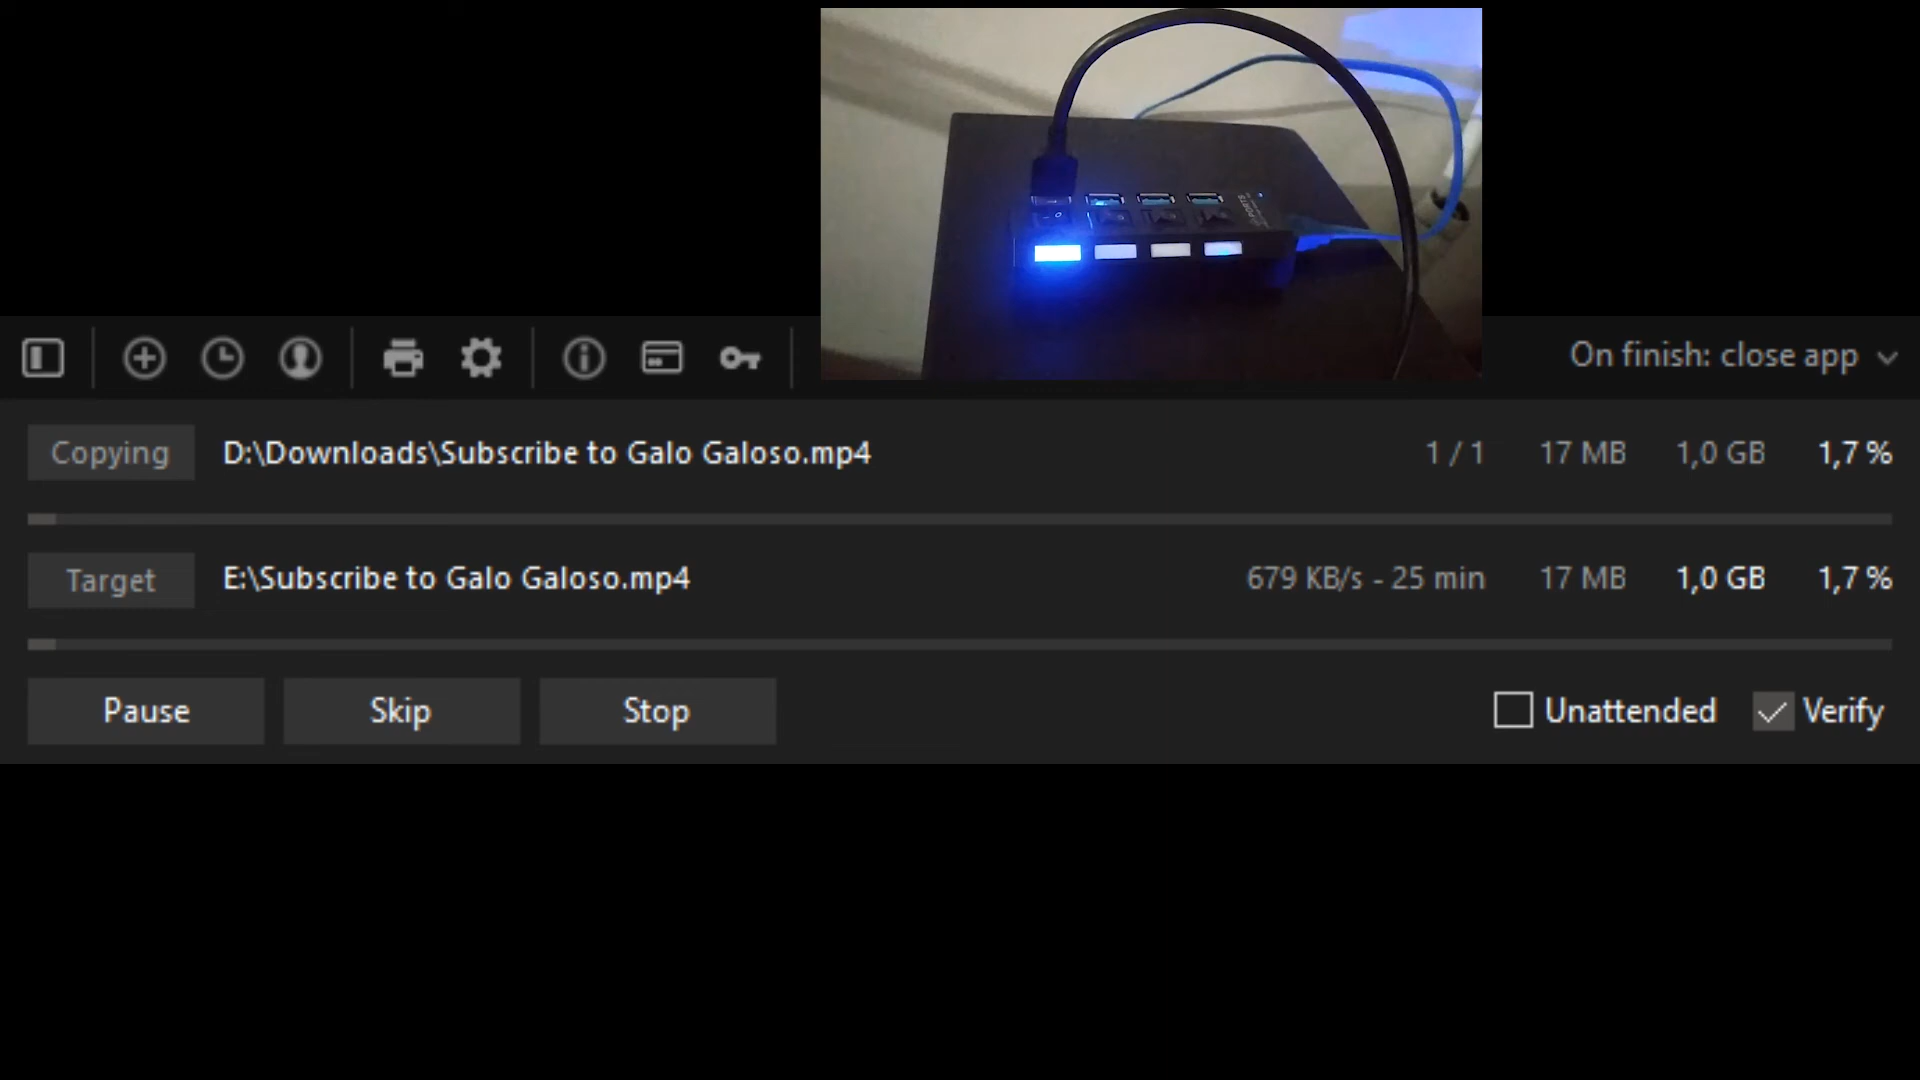 PORTS
On finish: close app
Copying D:\Downloads\Subscribe to Galo Galoso.mp4 1 / 1 17 MB 1,0 GB 1,7 %
Target E:\Subscribe to Galo Galoso.mp4 679 KB/s - 25 min 17 MB 1,0 GB 1,7 %
Pause Skip Stop Unattended Verify